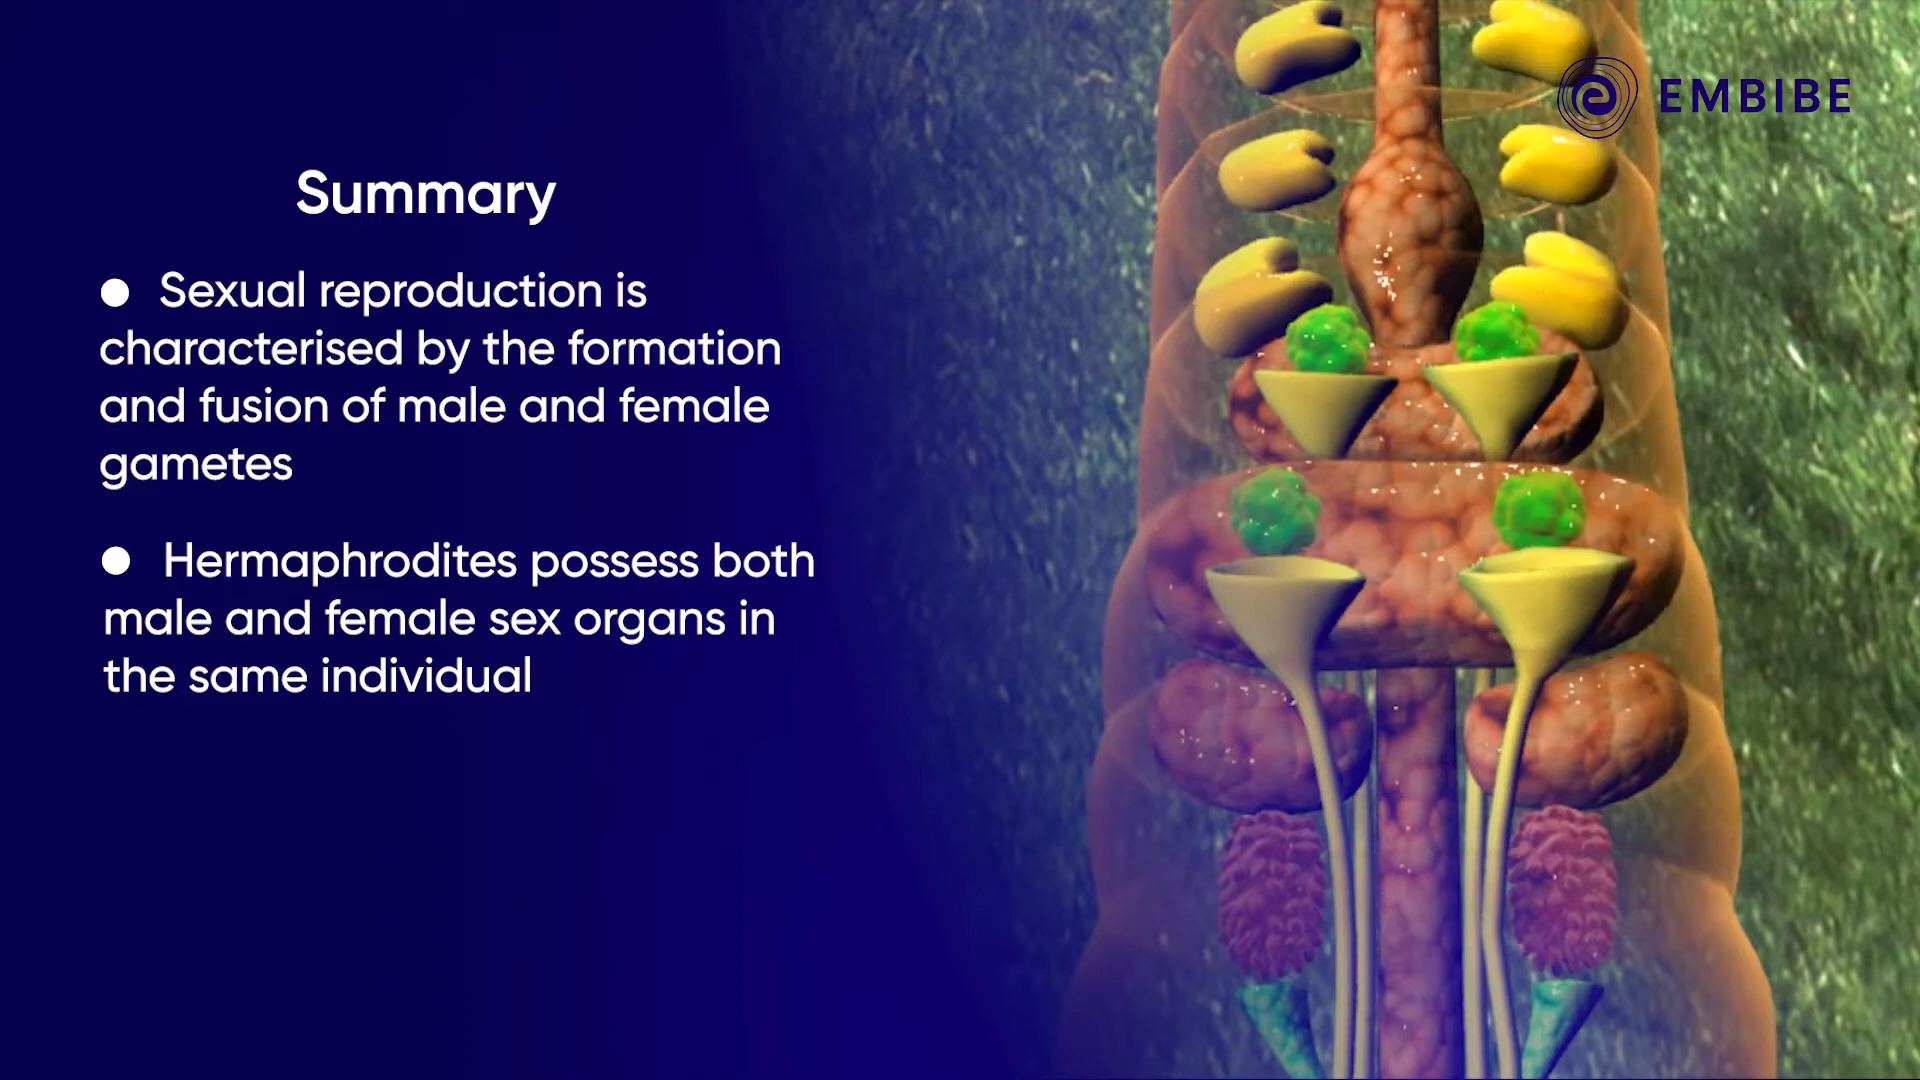 EMBIBE
Summary
● Sexual reproduction is
characterised by the formation
and fusion of male and female
gametes
● Hermaphrodites possess both
male and female sex organs in
the same individual